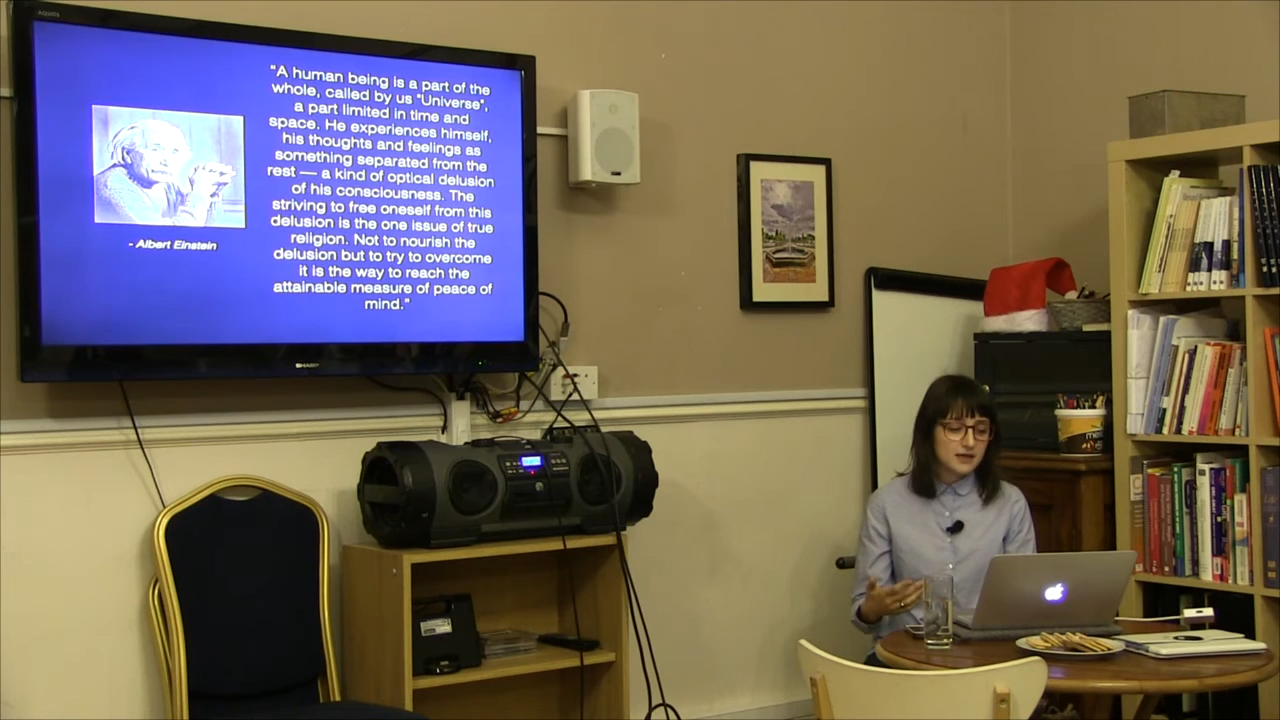 AQUOS
"A human being is a part of the
whole, called by us "Universe",
a part limited in time and
space. He experiences himself,
his thoughts and feelings as
something separated from the
rest — a kind of optical delusion
of his consciousness. The
striving to free oneself from this
delusion is the one issue of true
religion. Not to nourish the
delusion but to try to overcome
it is the way to reach the
attainable measure of peace of
mind."
- Albert Einstein
SHARP